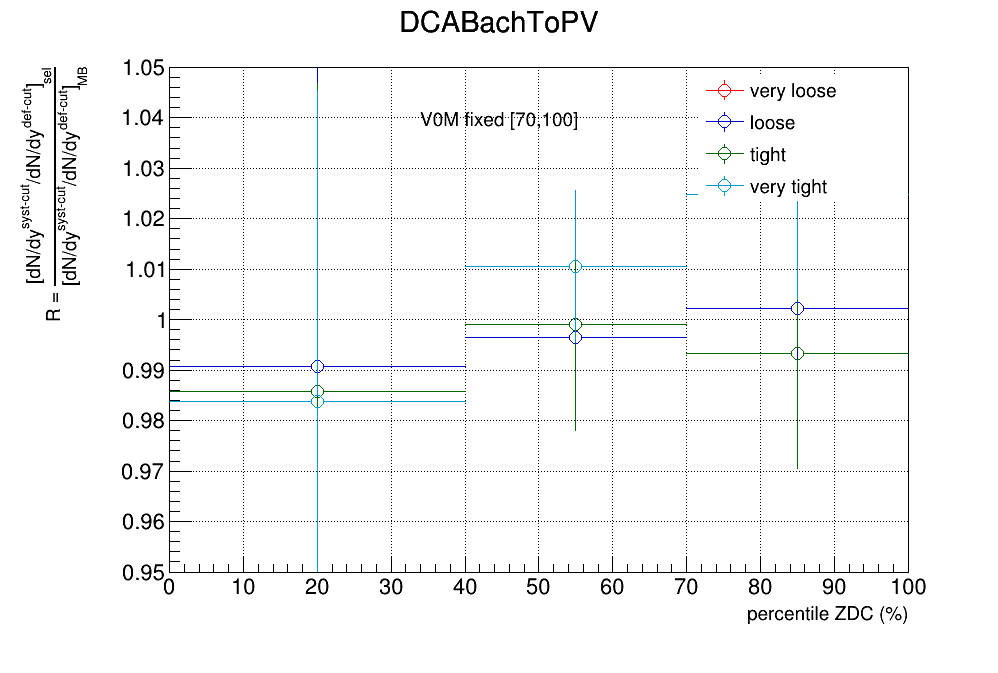 DCABachToPV
R = [dN/dy^syst-cut/dN/dy^def-cut]_sel
[dN/dy^syst-cut/dN/dy^def-cut]_MB
1.05
1.04
1.03
1.02
1.01
1
0.99
0.98
0.97
0.96
0.95
V0M fixed [70,100]
very loose
loose
tight
very tight
0 10 20 30 40 50 60 70 80 90 100
percentile ZDC (%)